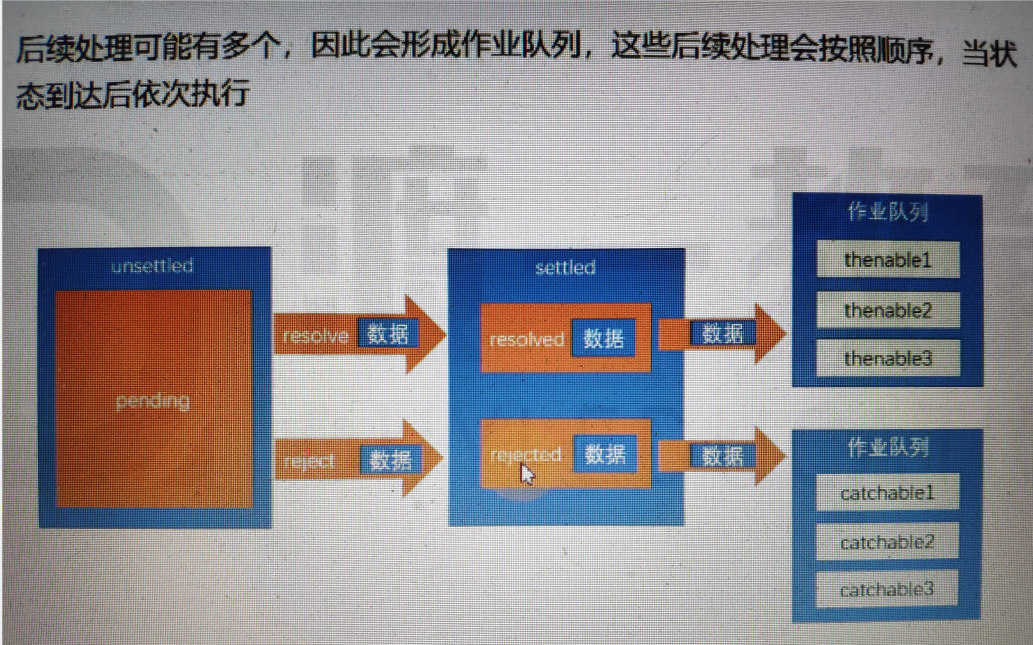 后续处理可能有多个，因此会形成作业队列，这些后续处理会按照顺序，当状
态到达后依次执行
unsettled
pending
resolve 数据
reject 数据
settled
resolved 数据
rejected 数据
数据
数据
作业队列
thenable1
thenable2
thenable3
作业队列
catchable1
catchable2
catchable3